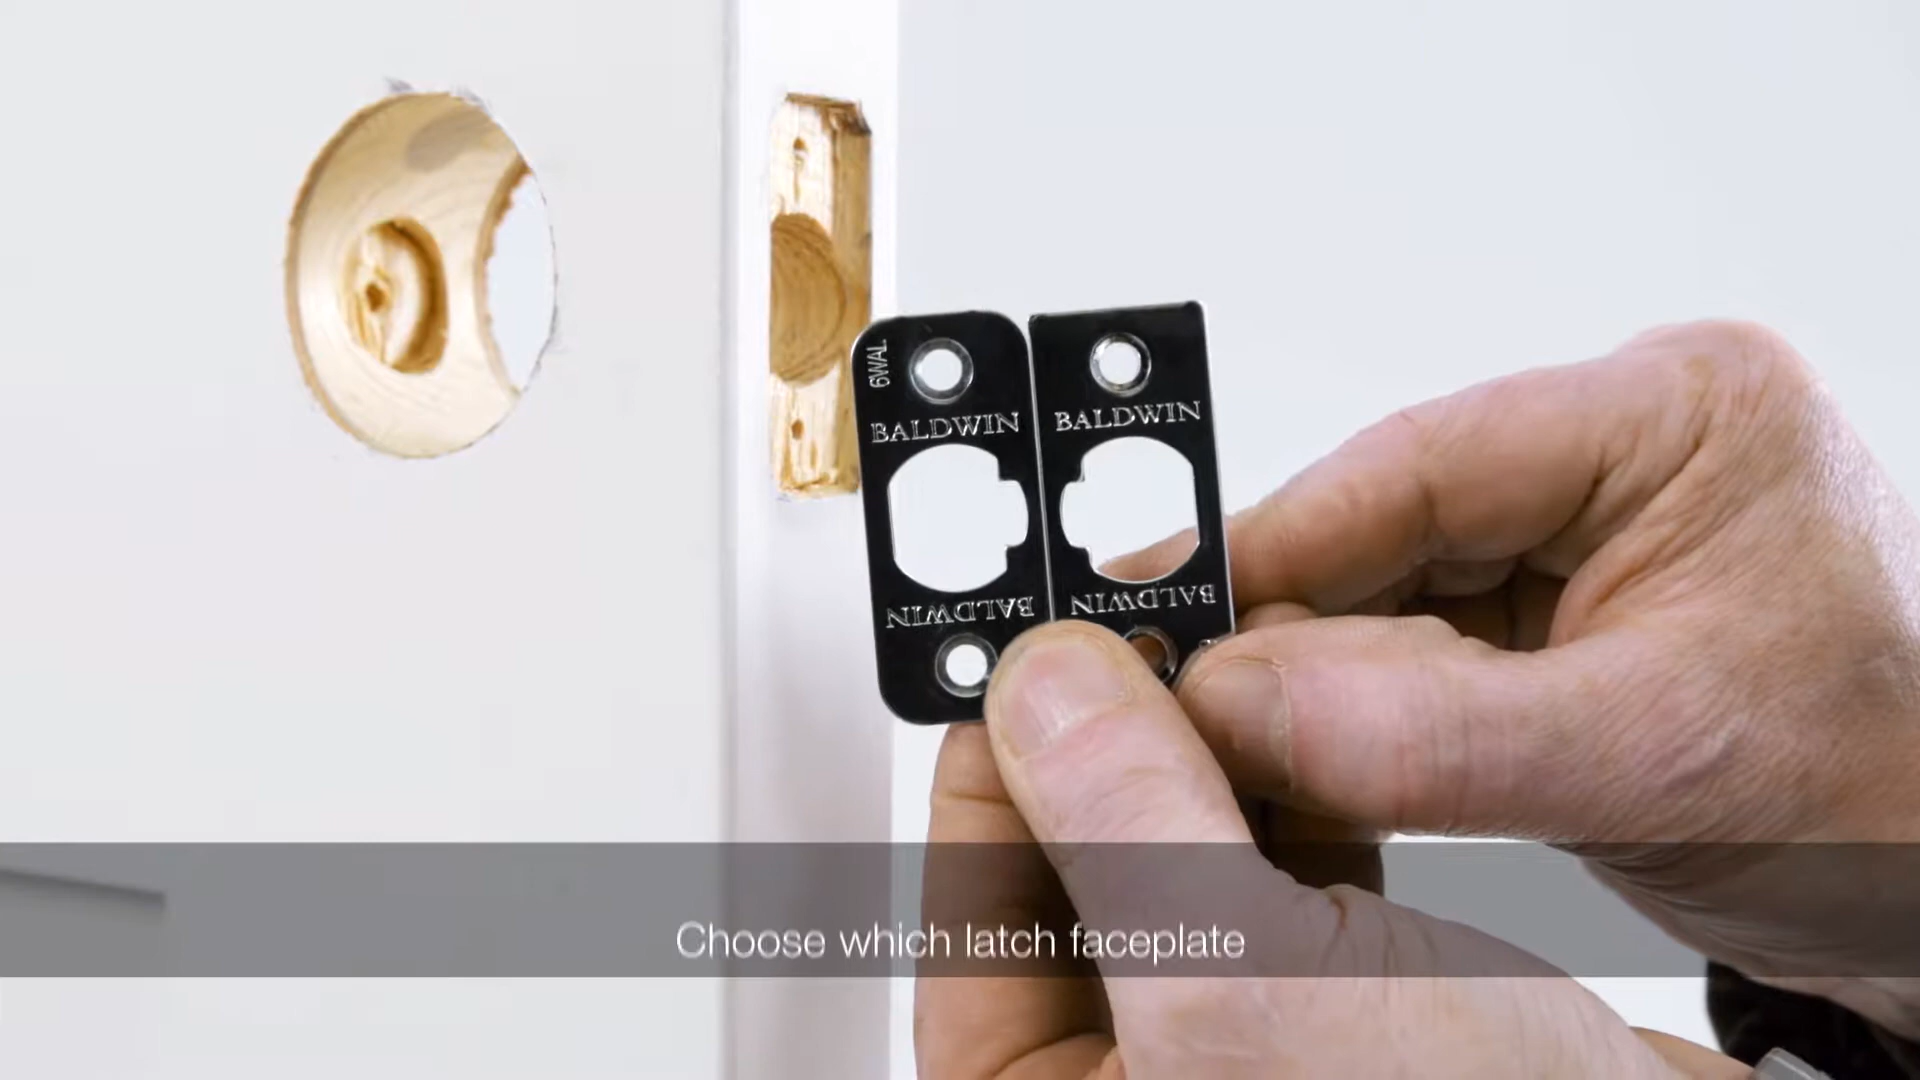 6WAL
BALDWIN
BALDWIN
BALDWIN
BALDWIN
Choose which latch faceplate